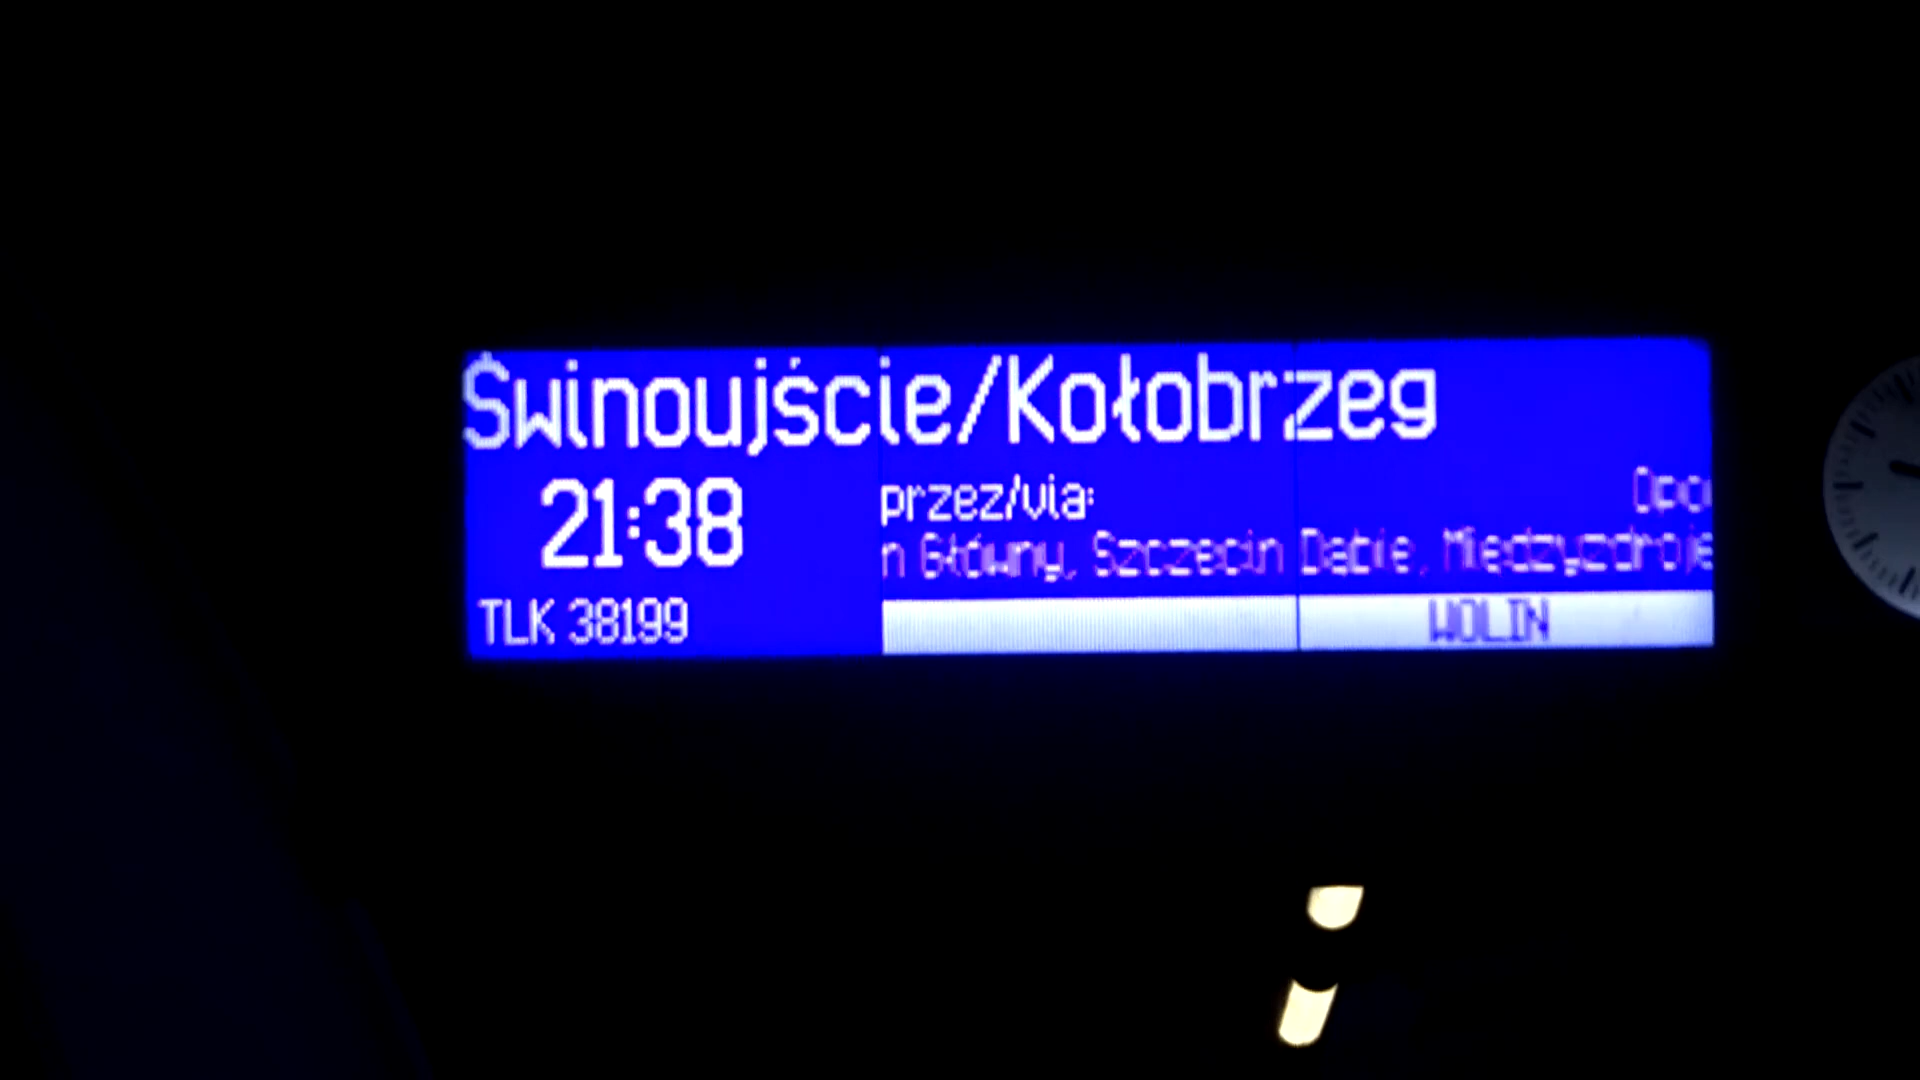 Świnoujście/Kołobrzeg
21:38
przez/via:
n Główny, Szczecin Dąbie, Międzyzdroje
TLK 38199
WOLIN